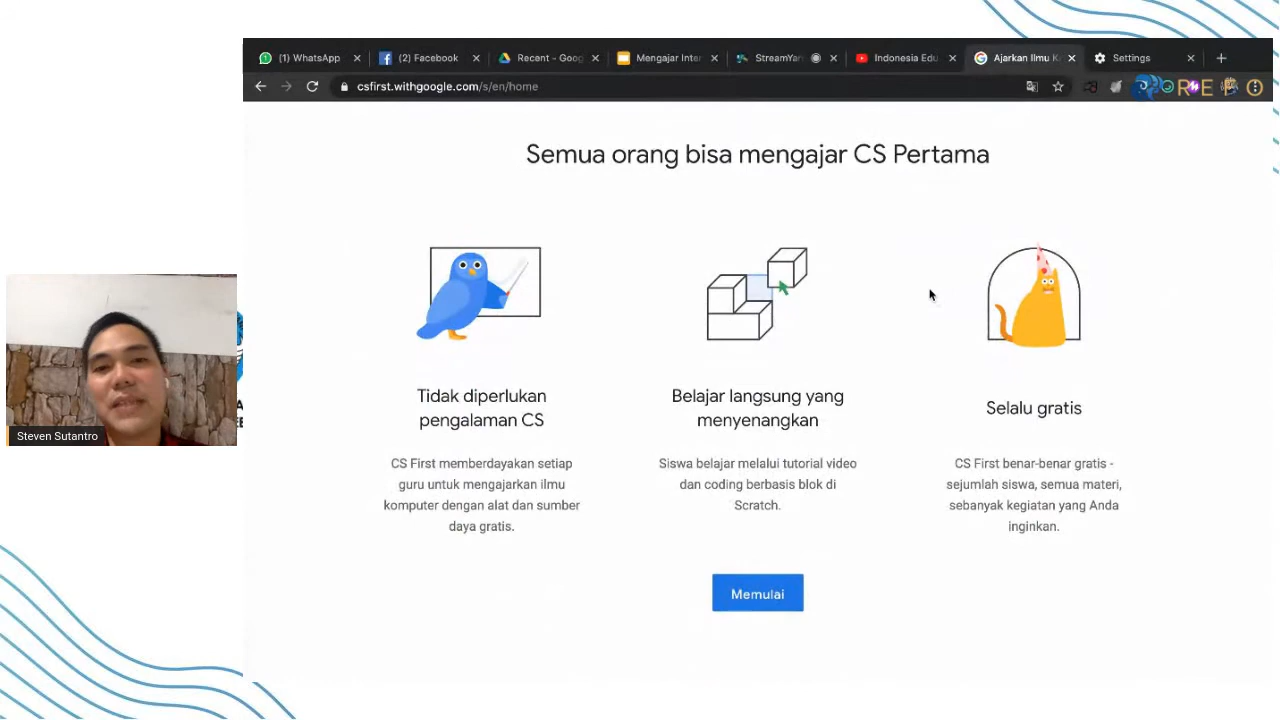 (1) WhatsApp
(2) Facebook
Recent - Goog
Mengajar Inter
StreamYar
Indonesia Edu
Ajarkan Ilmu K
Settings
csfirst.withgoogle.com/s/en/home
Semua orang bisa mengajar CS Pertama
Tidak diperlukan
pengalaman CS
CS First memberdayakan setiap
guru untuk mengajarkan ilmu
komputer dengan alat dan sumber
daya gratis.
Belajar langsung yang
menyenangkan
Siswa belajar melalui tutorial video
dan coding berbasis blok di
Scratch.
Selalu gratis
CS First benar-benar gratis -
sejumlah siswa, semua materi,
sebanyak kegiatan yang Anda
inginkan.
Memulai
Steven Sutantro